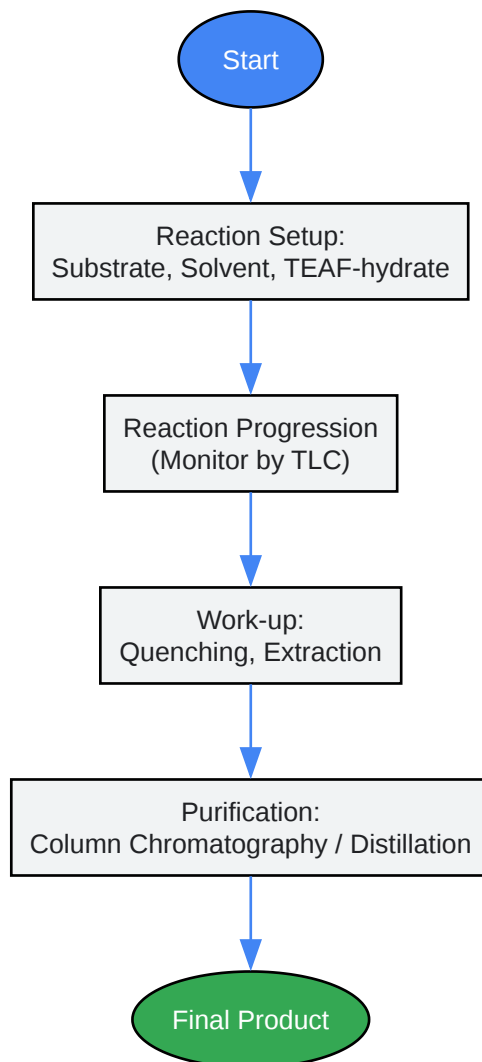 Start
Reaction Setup:
Substrate, Solvent, TEAF-hydrate
Reaction Progression
(Monitor by TLC)
Work-up:
Quenching, Extraction
Purification:
Column Chromatography / Distillation
Final Product